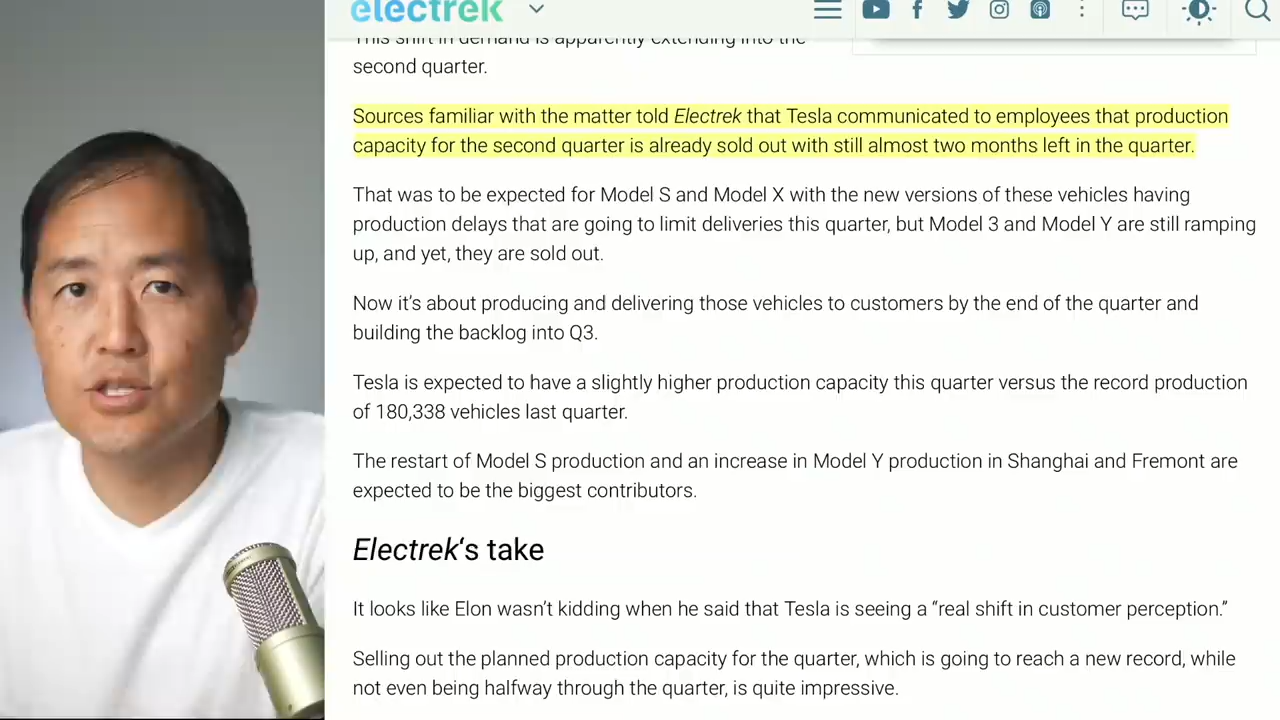 electrek
This shift in demand is apparently extending into the
second quarter.
Sources familiar with the matter told Electrek that Tesla communicated to employees that production
capacity for the second quarter is already sold out with still almost two months left in the quarter.
That was to be expected for Model S and Model X with the new versions of these vehicles having
production delays that are going to limit deliveries this quarter, but Model 3 and Model Y are still ramping
up, and yet, they are sold out.
Now it’s about producing and delivering those vehicles to customers by the end of the quarter and
building the backlog into Q3.
Tesla is expected to have a slightly higher production capacity this quarter versus the record production
of 180,338 vehicles last quarter.
The restart of Model S production and an increase in Model Y production in Shanghai and Fremont are
expected to be the biggest contributors.
Electrek‘s take
It looks like Elon wasn’t kidding when he said that Tesla is seeing a “real shift in customer perception.”
Selling out the planned production capacity for the quarter, which is going to reach a new record, while
not even being halfway through the quarter, is quite impressive.